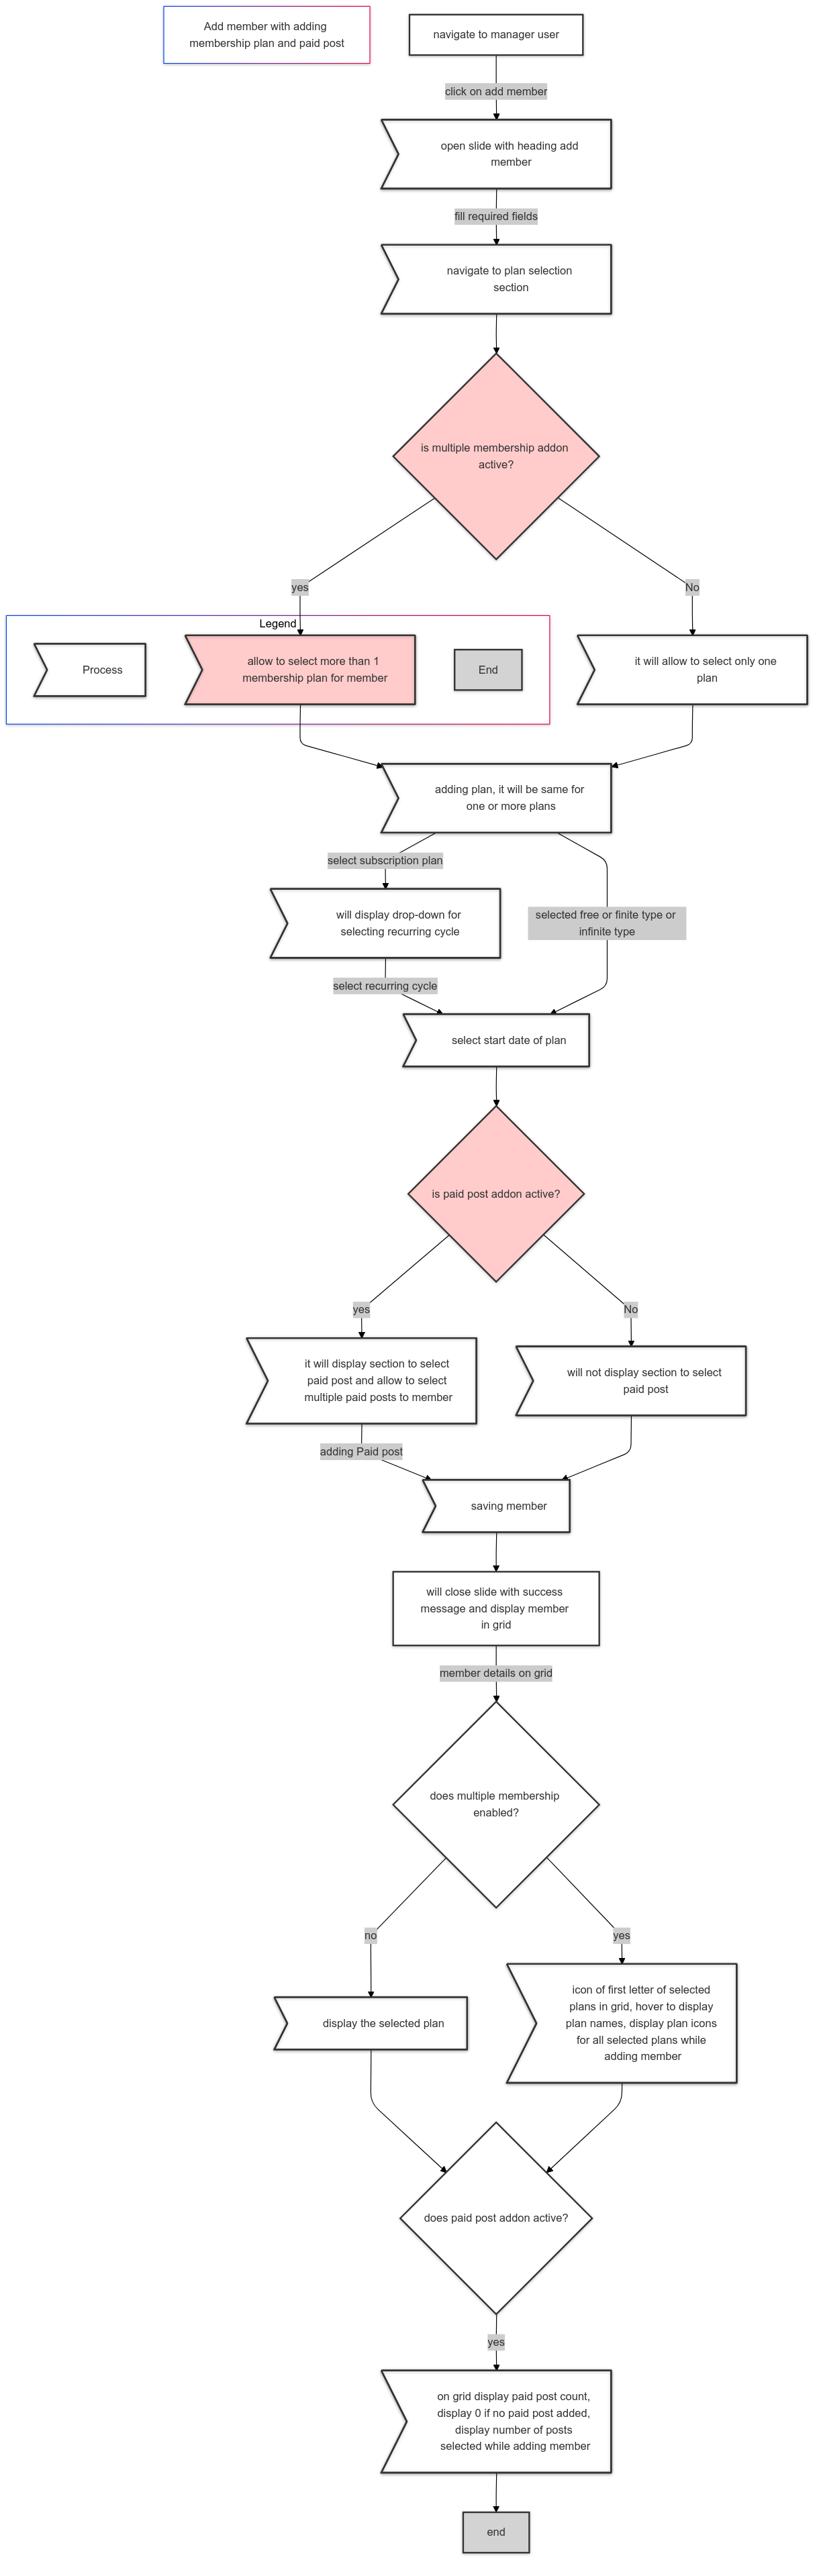 Add member with adding
membership plan and paid post
navigate to manager user
click on add member
open slide with heading add
member
fill required fields
navigate to plan selection
section
is multiple membership addon
active?
yes
No
Legend
Process
allow to select more than 1
membership plan for member
End
it will allow to select only one
plan
adding plan, it will be same for
one or more plans
select subscription plan
will display drop-down for
selecting recurring cycle
selected free or finite type or
infinite type
select recurring cycle
select start date of plan
is paid post addon active?
yes
No
it will display section to select
paid post and allow to select
multiple paid posts to member
will not display section to select
paid post
adding Paid post
saving member
will close slide with success
message and display member
in grid
member details on grid
does multiple membership
enabled?
no
yes
display the selected plan
icon of first letter of selected
plans in grid, hover to display
plan names, display plan icons
for all selected plans while
adding member
does paid post addon active?
yes
on grid display paid post count,
display 0 if no paid post added,
display number of posts
selected while adding member
end